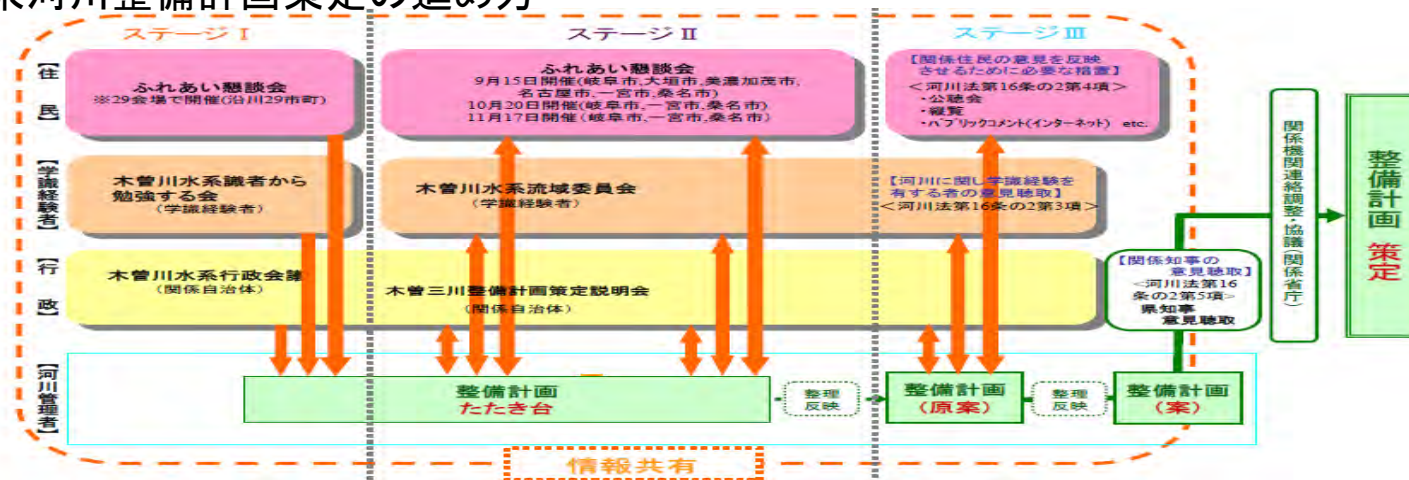 河川整備計画策定の進め方
ステージ Ⅰ
ステージ Ⅱ
ステージ Ⅲ
【住民】
ふれあい懇談会
※29会場で開催(沿川29市町)
ふれあい懇談会
9月15日開催(岐阜市,大垣市,美濃加茂市,
名古屋市,一宮市,桑名市)
10月20日開催(岐阜市,一宮市,桑名市)
11月17日開催(岐阜市,一宮市,桑名市)
【関係住民の意見を反映
させるために必要な措置】
<河川法第16条の2第4項>
・公聴会
・縦覧
・パブリックコメント(インターネット) etc.
【学識経験者】
木曽川水系識者から
勉強する会
(学識経験者)
木曽川水系流域委員会
(学識経験者)
【河川に関し学識経験を
有する者の意見聴取】
<河川法第16条の2第3項>
【行政】
木曽川水系行政会議
(関係自治体)
木曽三川整備計画策定説明会
(関係自治体)
【関係知事の
意見聴取】
<河川法第16
条の2第5項>
県知事
意見聴取
【河川管理者】
整備計画
たたき台
整理
反映
整備計画
(原案)
整理
反映
整備計画
(案)
関係機関連絡調整・協議(関係省庁)
整備計画 策定
情報共有